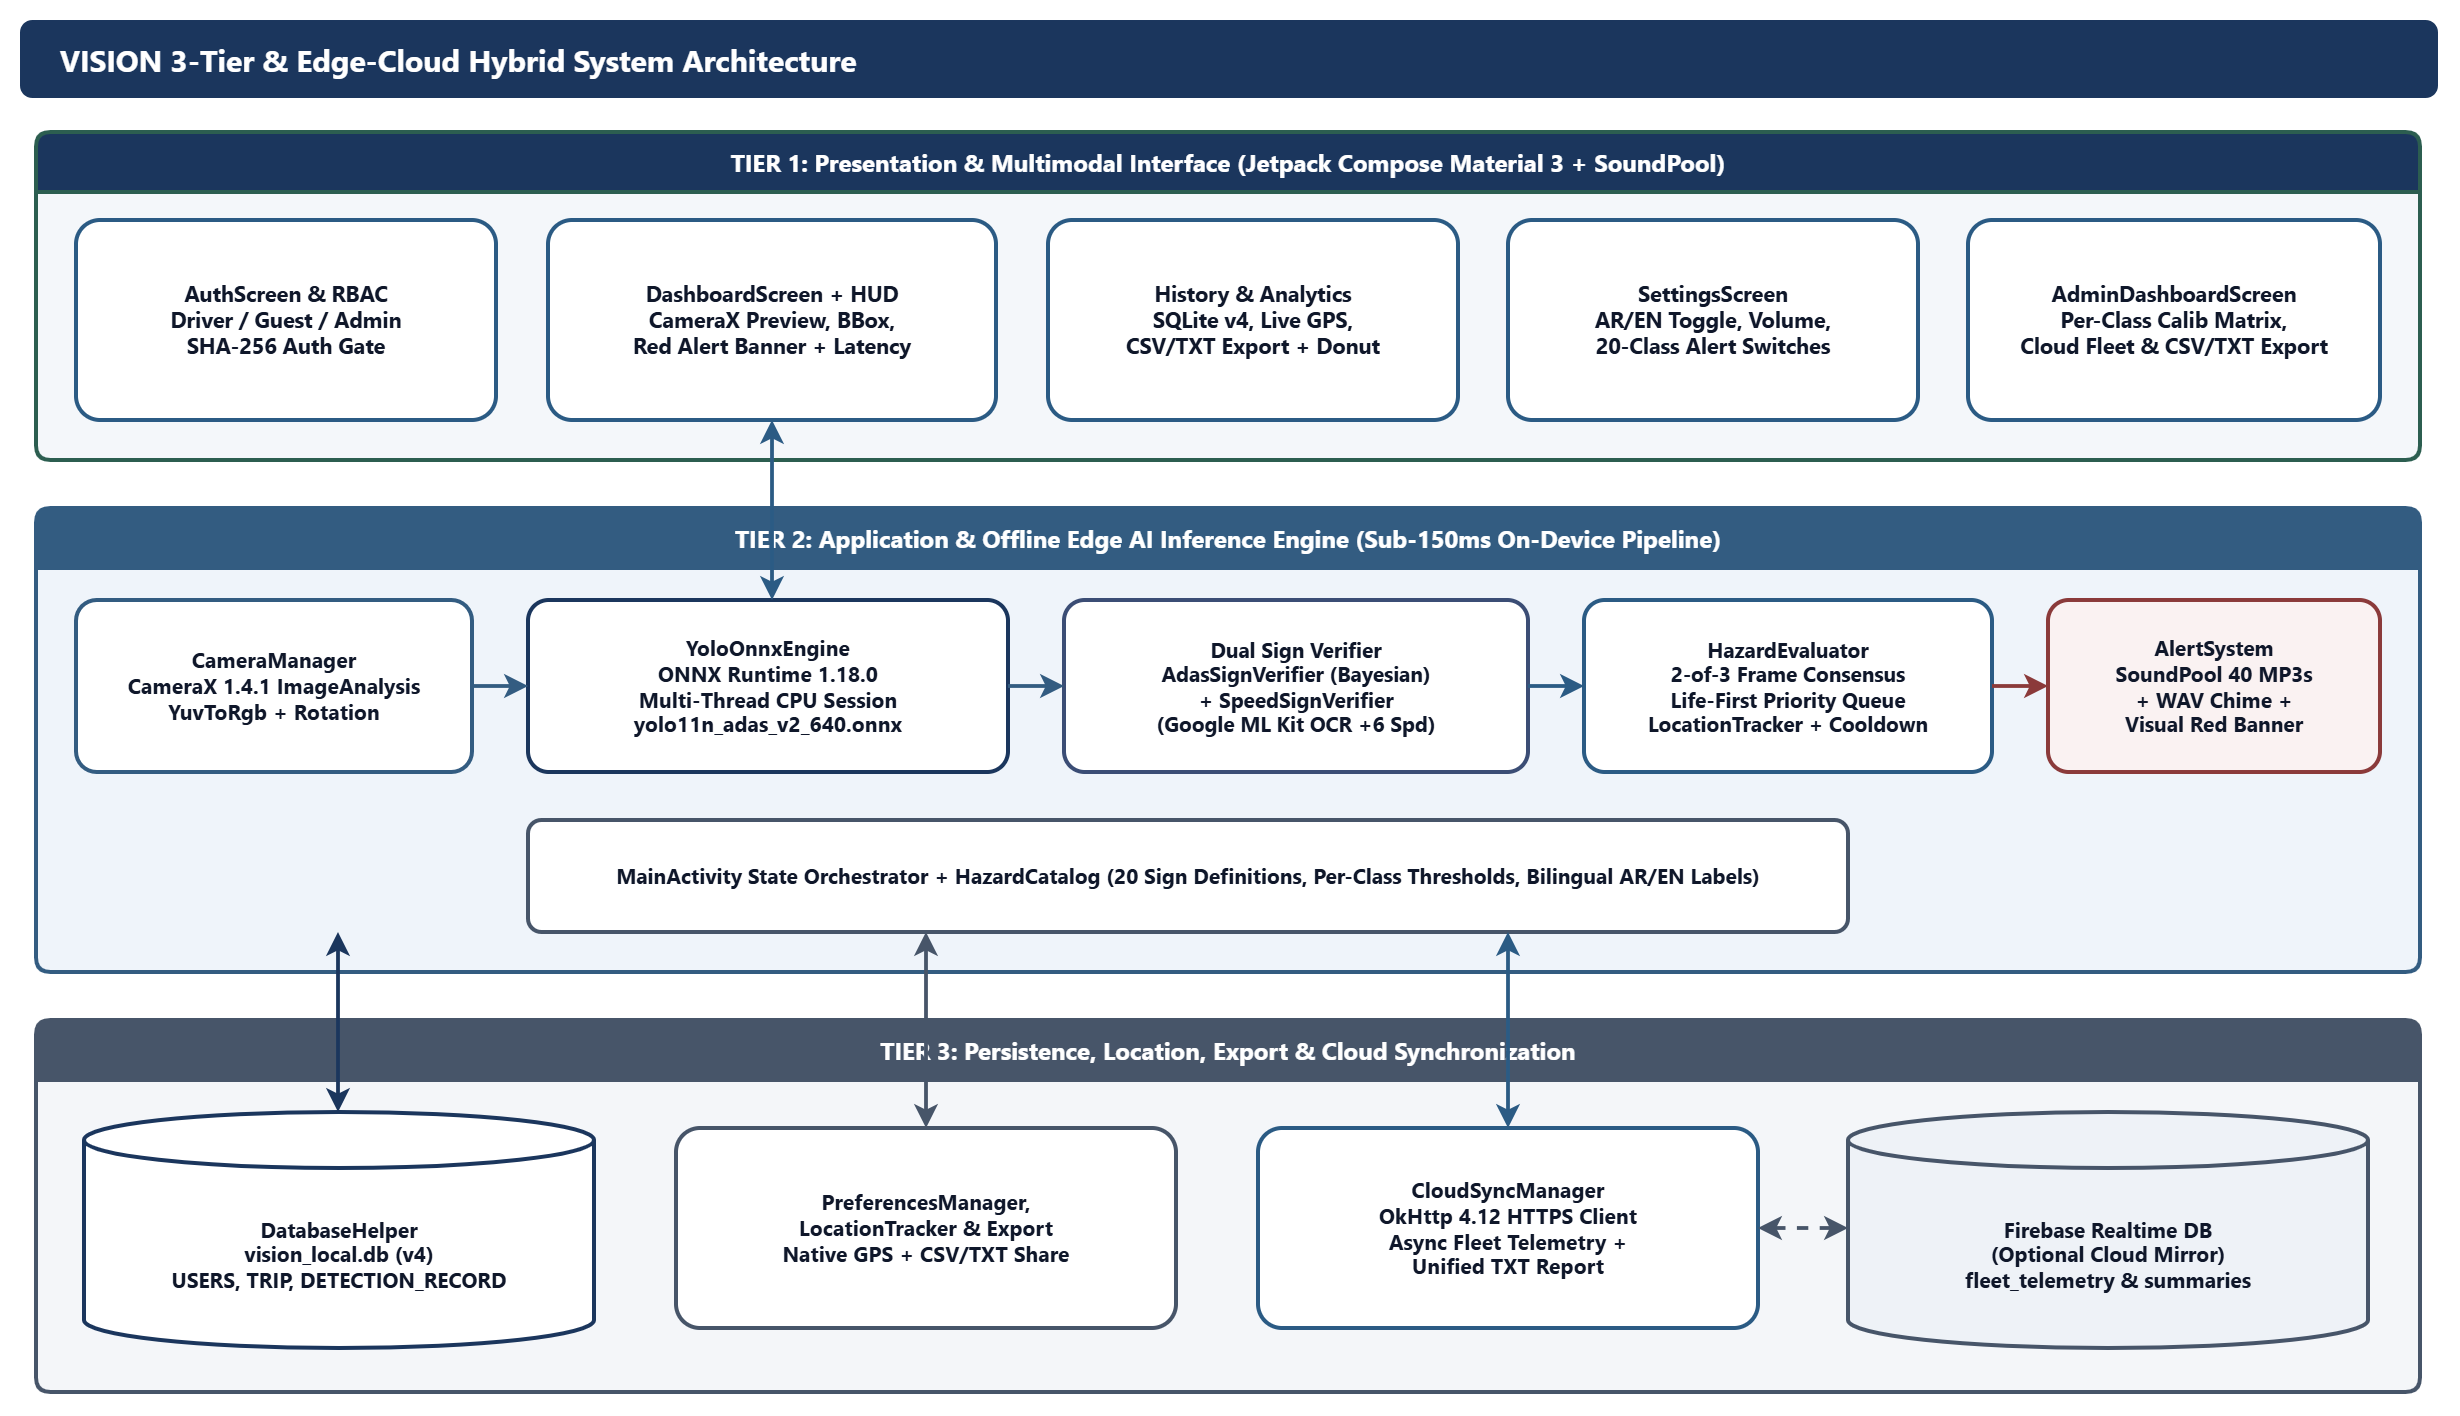 VISION 3-Tier & Edge-Cloud Hybrid System Architecture
TIER 1: Presentation & Multimodal Interface (Jetpack Compose Material 3 + SoundPool)
AuthScreen & RBAC
Driver / Guest / Admin
SHA-256 Auth Gate
DashboardScreen + HUD
CameraX Preview, BBox,
Red Alert Banner + Latency
History & Analytics
SQLite v4, Live GPS,
CSV/TXT Export + Donut
SettingsScreen
AR/EN Toggle, Volume,
20-Class Alert Switches
AdminDashboardScreen
Per-Class Calib Matrix,
Cloud Fleet & CSV/TXT Export
TIER 2: Application & Offline Edge AI Inference Engine (Sub-150ms On-Device Pipeline)
CameraManager
CameraX 1.4.1 ImageAnalysis
YuvToRgb + Rotation
YoloOnnxEngine
ONNX Runtime 1.18.0
Multi-Thread CPU Session
yolo11n_adas_v2_640.onnx
Dual Sign Verifier
AdasSignVerifier (Bayesian)
+ SpeedSignVerifier
(Google ML Kit OCR +6 Spd)
HazardEvaluator
2-of-3 Frame Consensus
Life-First Priority Queue
LocationTracker + Cooldown
AlertSystem
SoundPool 40 MP3s
+ WAV Chime +
Visual Red Banner
MainActivity State Orchestrator + HazardCatalog (20 Sign Definitions, Per-Class Thresholds, Bilingual AR/EN Labels)
TIER 3: Persistence, Location, Export & Cloud Synchronization
DatabaseHelper
vision_local.db (v4)
USERS, TRIP, DETECTION_RECORD
PreferencesManager,
LocationTracker & Export
Native GPS + CSV/TXT Share
CloudSyncManager
OkHttp 4.12 HTTPS Client
Async Fleet Telemetry +
Unified TXT Report
Firebase Realtime DB
(Optional Cloud Mirror)
fleet_telemetry & summaries